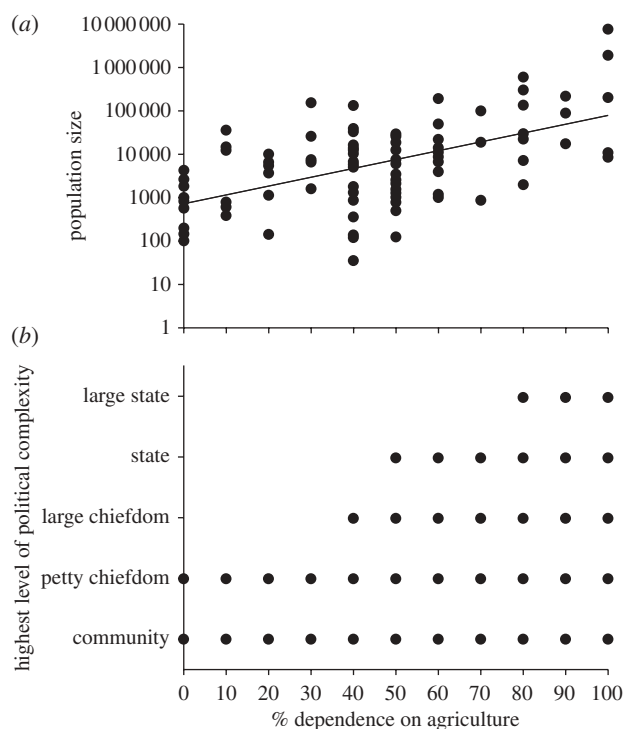 (a)
10 000 000
1 000 000
100 000
10 000
1000
100
10
1
population size
(b)
large state
state
large chiefdom
petty chiefdom
community
highest level of political complexity
0 10 20 30 40 50 60 70 80 90 100
% dependence on agriculture